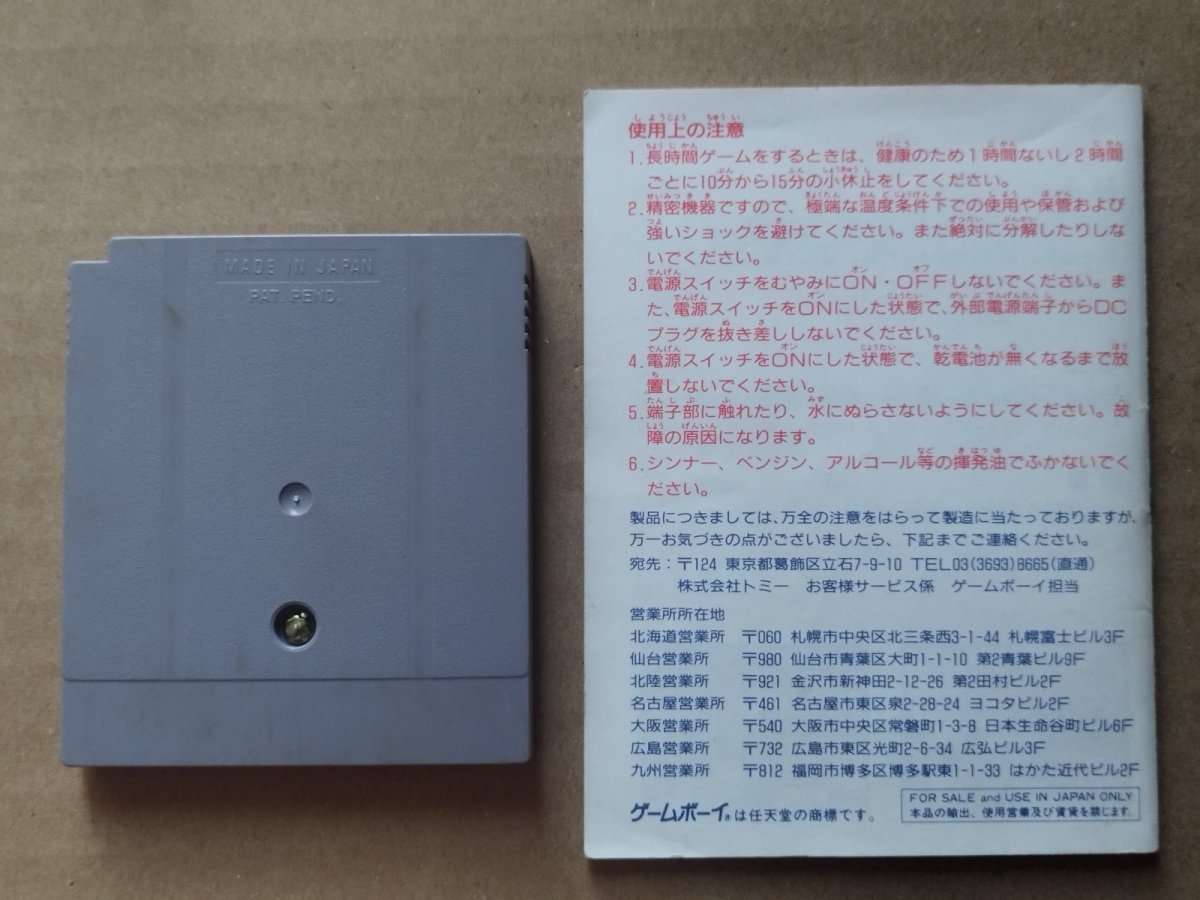 MADE IN JAPAN
PAT. PEND.
使用上の注意
1.長時間ゲームをするときは、健康のため1時間ないし2時間
ごとに10分から15分の小休止をしてください。
2.精密機器ですので、極端な温度条件下での使用や保管および
強いショックを避けてください。また絶対に分解したりしな
いでください。
3.電源スイッチをむやみにON・OFFしないでください。ま
た、電源スイッチをONにした状態で、外部電源端子からDC
プラグを抜き差ししないでください。
4.電源スイッチをONにした状態で、乾電池が無くなるまで放
置しないでください。
5.端子部に触れたり、水にぬらさないようにしてください。故
障の原因になります。
6.シンナー、ベンジン、アルコール等の揮発油でふかないでく
ださい。
製品につきましては、万全の注意をはらって製造に当たっておりますが、
万一お気づきの点がございましたら、下記までご連絡ください。
宛先：〒124 東京都葛飾区立石7-9-10 TEL03(3693)8665(直通)
株式会社トミー お客様サービス係 ゲームボーイ担当
営業所所在地
北海道営業所 〒060 札幌市中央区北三条西3-1-44 札幌富士ビル3F
仙台営業所 〒980 仙台市青葉区大町1-1-10 第2青葉ビル9F
北陸営業所 〒921 金沢市新神田2-12-26 第2田村ビル2F
名古屋営業所 〒461 名古屋市東区泉2-28-24 ヨコタビル2F
大阪営業所 〒540 大阪市中央区常磐町1-3-8 日本生命谷町ビル6F
広島営業所 〒732 広島市東区光町2-6-34 広弘ビル3F
九州営業所 〒812 福岡市博多区博多駅東1-1-33 はかた近代ビル2F
ゲームボーイ®は任天堂の商標です。
FOR SALE and USE IN JAPAN ONLY
本品の輸出、使用営業及び賃貸を禁じます。